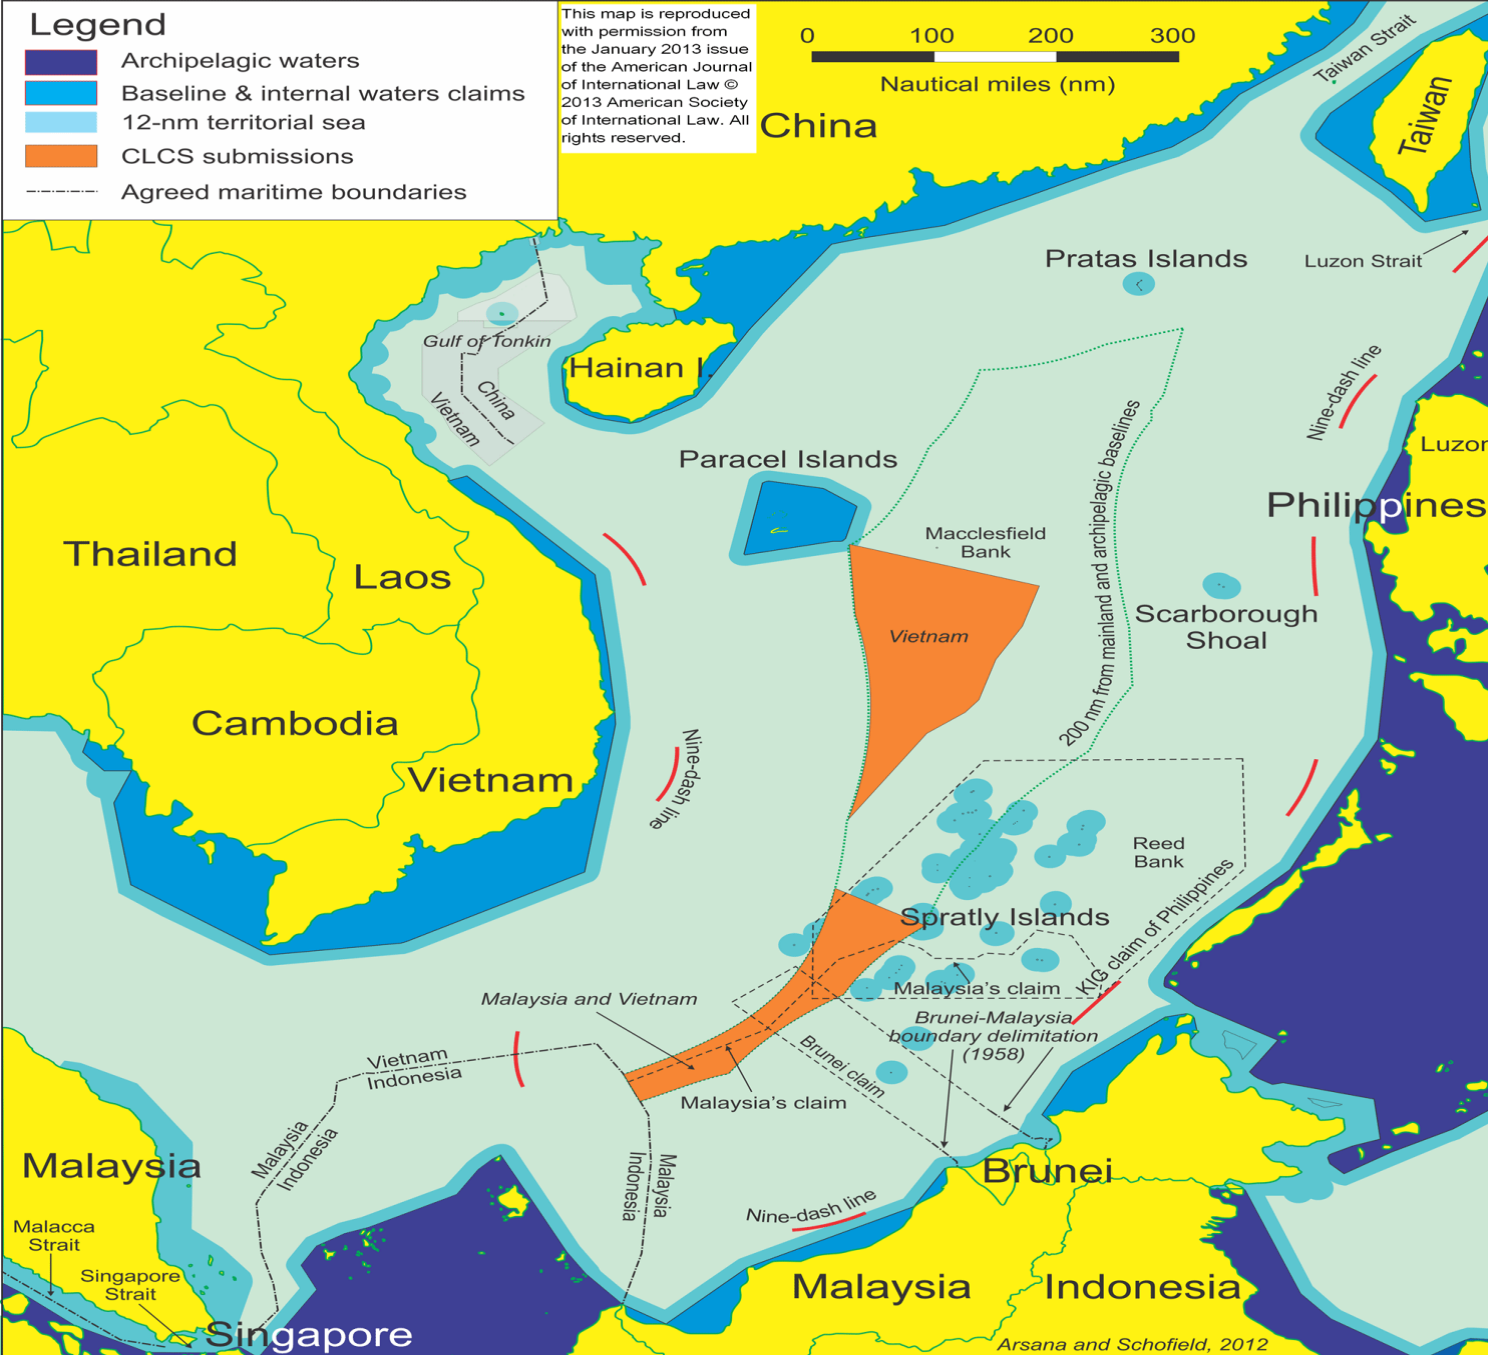 Legend
Archipelagic waters
Baseline & internal waters claims
12-nm territorial sea
CLCS submissions
Agreed maritime boundaries
This map is reproduced
with permission from
the January 2013 issue
of the American Journal
of International Law ©
2013 American Society
of International Law. All
rights reserved.
0 100 200 300
Nautical miles (nm)
China
Taiwan Strait
Taiwan
Pratas Islands
Luzon Strait
Gulf of Tonkin
Hainan I.
China
Vietnam
Nine-dash line
Luzon
Paracel Islands
200 nm from mainland and archipelagic baselines
Philippines
Macclesfield
Bank
Thailand
Laos
Scarborough
Shoal
Vietnam
Cambodia
Vietnam
Nine-dash line
Reed
Bank
Spratly Islands
KIG claim of Philippines
Malaysia's claim
Malaysia and Vietnam
Brunei-Malaysia
boundary delimitation
(1958)
Brunei claim
Vietnam
Indonesia
Malaysia's claim
Malaysia
Indonesia
Malaysia
Indonesia
Malaysia
Brunei
Nine-dash line
Malacca
Strait
Singapore
Strait
Malaysia
Indonesia
Singapore
Arsana and Schofield, 2012